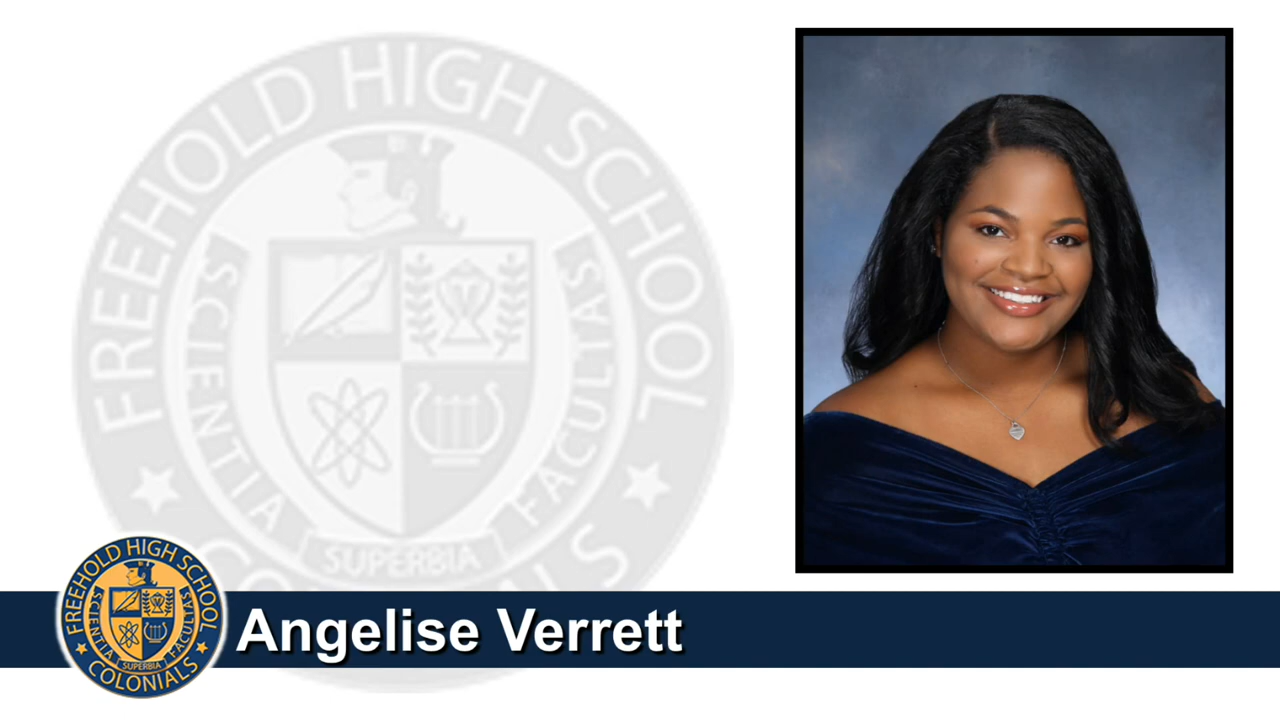 FREEHOLD HIGH SCHOOL
SCIENTIA
FACULTAS
SUPERBIA
COLONIALS
FREEHOLD HIGH SCHOOL
SCIENTIA
FACULTAS
SUPERBIA
COLONIALS
Angelise Verrett